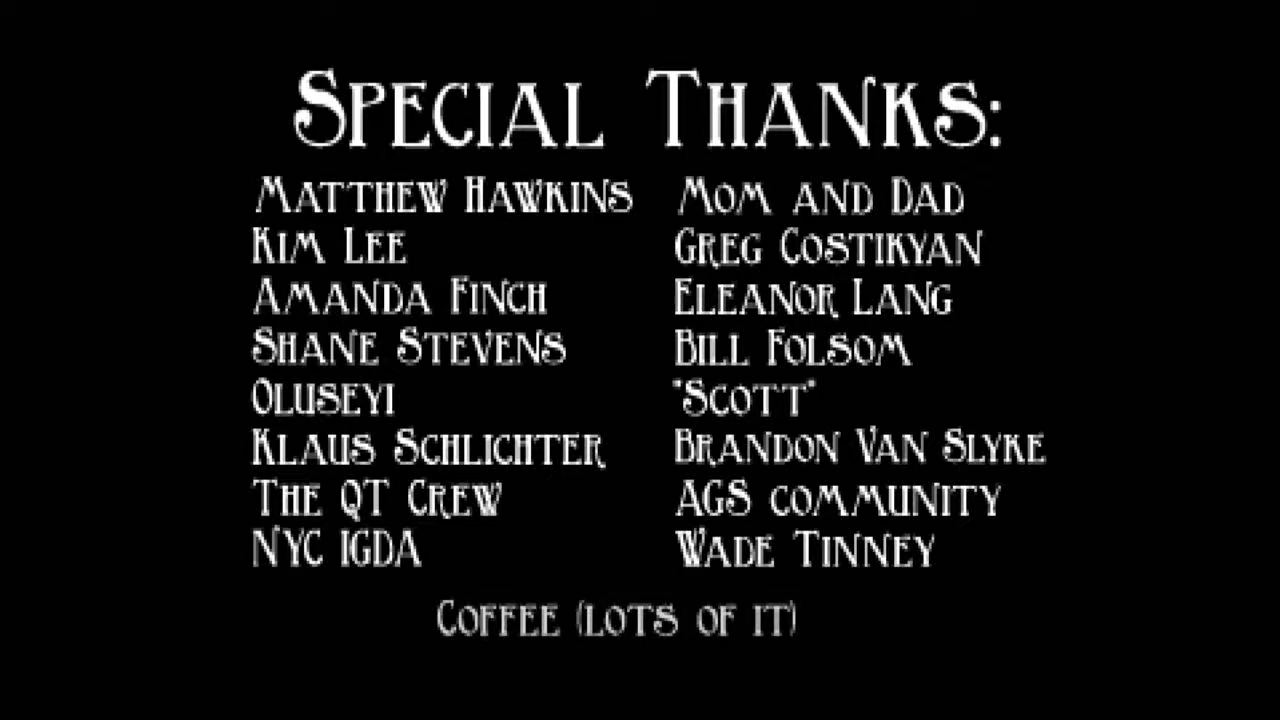 Special Thanks:
Matthew Hawkins
Kim Lee
Amanda Finch
Shane Stevens
Oluseyi
Klaus Schlichter
The QT Crew
NYC IGDA
Mom and Dad
Greg Costikyan
Eleanor Lang
Bill Folsom
"Scott"
Brandon Van Slyke
AGS community
Wade Tinney
Coffee (lots of it)